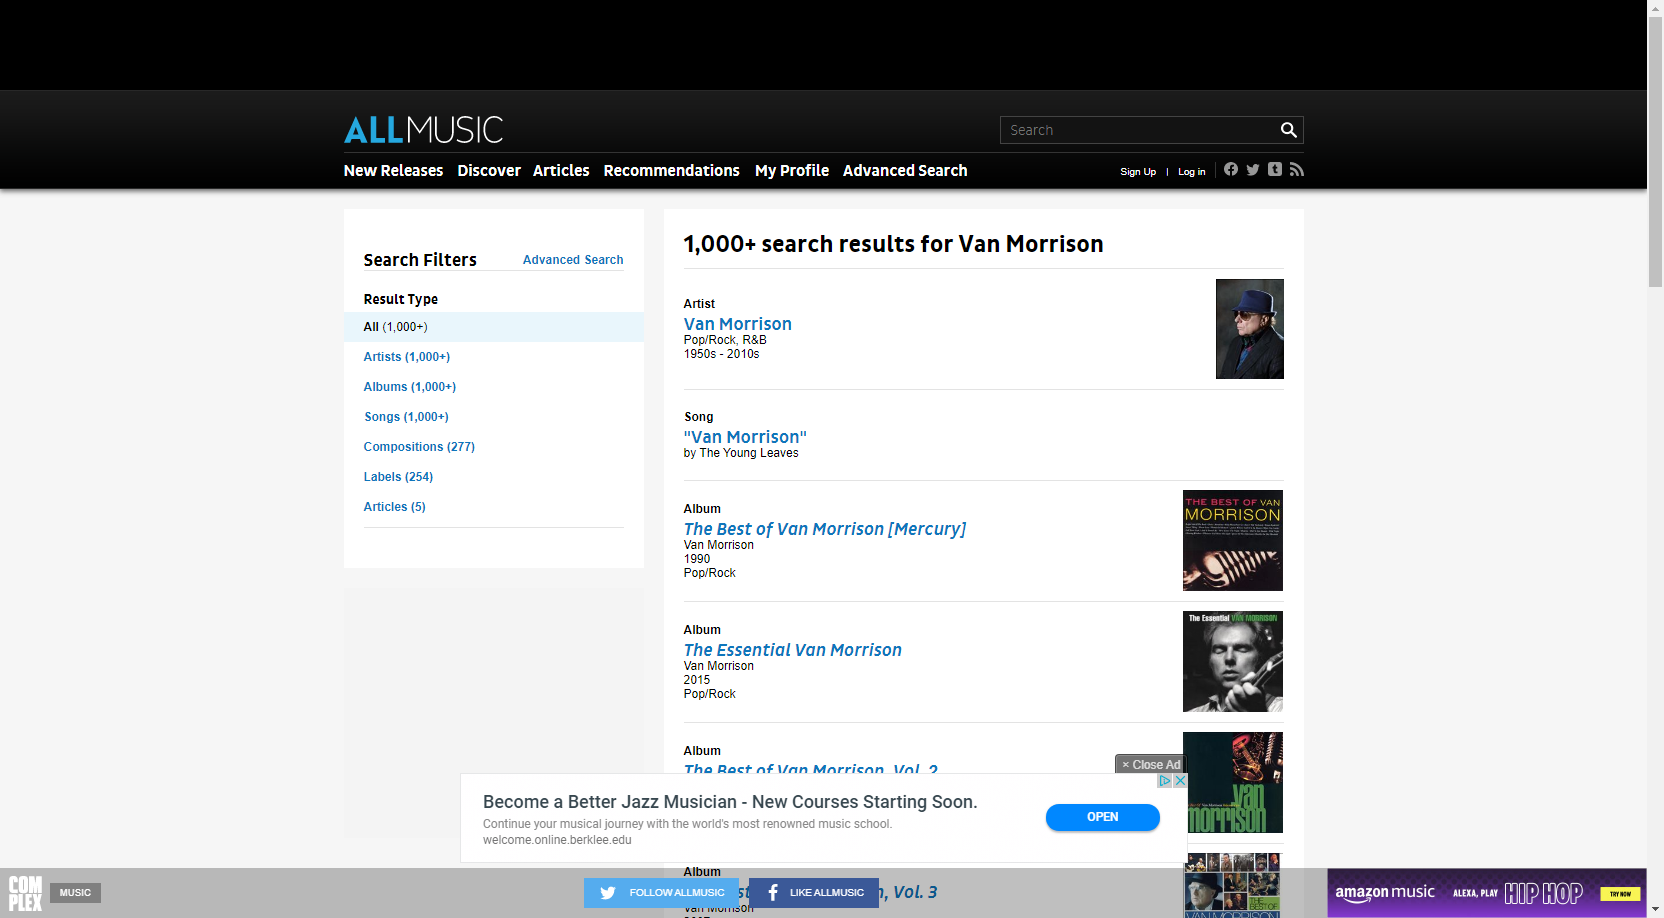 ALLMUSIC
Search
New Releases Discover Articles Recommendations My Profile Advanced Search
Sign Up | Log in
Search Filters Advanced Search
Result Type
All (1,000+)
Artists (1,000+)
Albums (1,000+)
Songs (1,000+)
Compositions (277)
Labels (254)
Articles (5)
1,000+ search results for Van Morrison
Artist
Van Morrison
Pop/Rock, R&B
1950s - 2010s
Song
"Van Morrison"
by The Young Leaves
Album
The Best of Van Morrison [Mercury]
Van Morrison
1990
Pop/Rock
THE BEST OF VAN
MORRISON
Album
The Essential Van Morrison
Van Morrison
2015
Pop/Rock
The Essential VAN MORRISON
Album
The Best of Van Morrison, Vol. 2
van
morrison
× Close Ad
Become a Better Jazz Musician - New Courses Starting Soon.
Continue your musical journey with the world's most renowned music school.
welcome.online.berklee.edu
OPEN
Album
n, Vol. 3
Van Morrison
THE BEST OF
VAN MORRISON
COMPLEX
MUSIC
FOLLOW ALLMUSIC
LIKE ALLMUSIC
amazon music ALEXA, PLAY HIP HOP TRY NOW